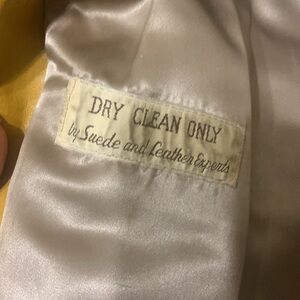 DRY CLEAN ONLY
by Suede and Leather Experts